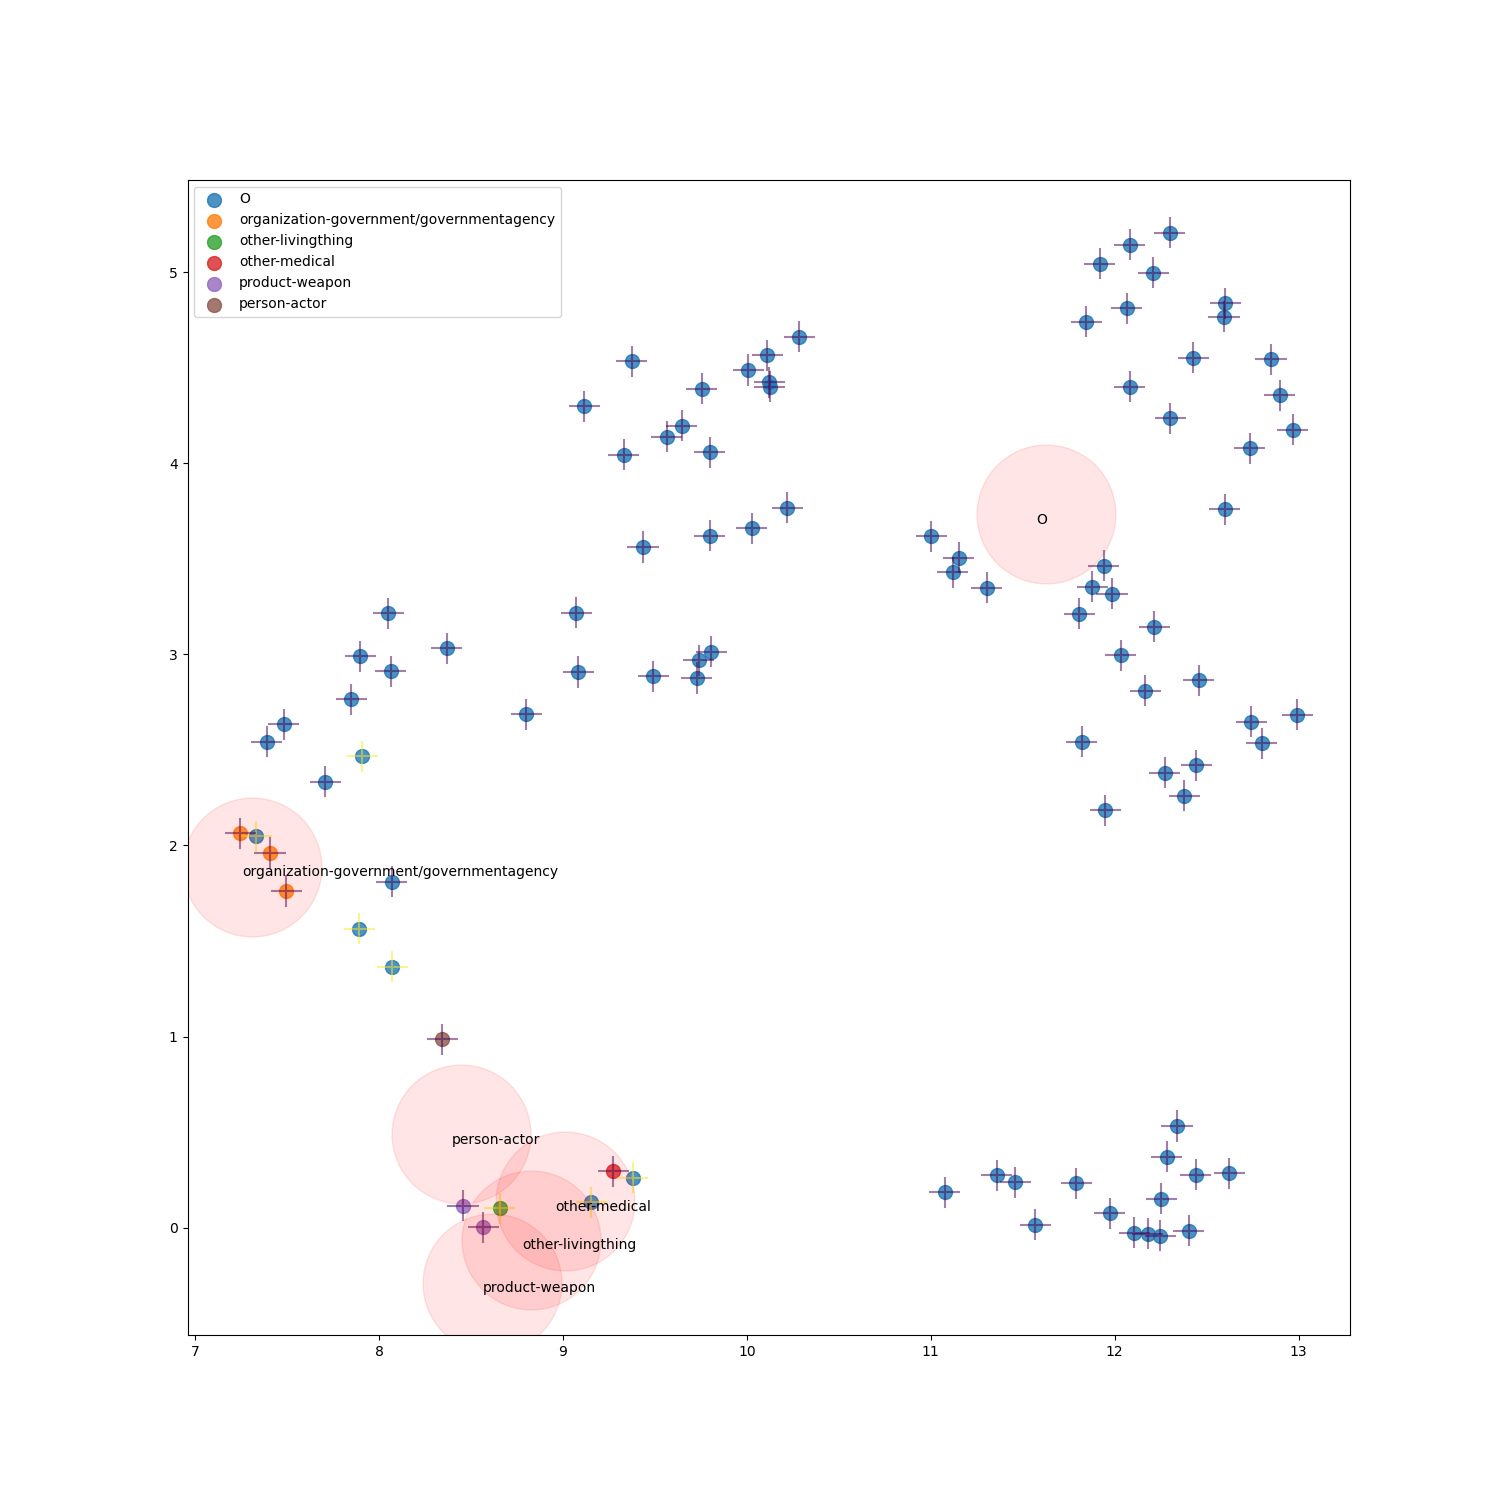 O
organization-government/governmentagency
other-livingthing
other-medical
product-weapon
person-actor
5
4
O
3
2
organization-government/governmentagency
1
person-actor
other-medical
0
other-livingthing
product-weapon
7 8 9 10 11 12 13